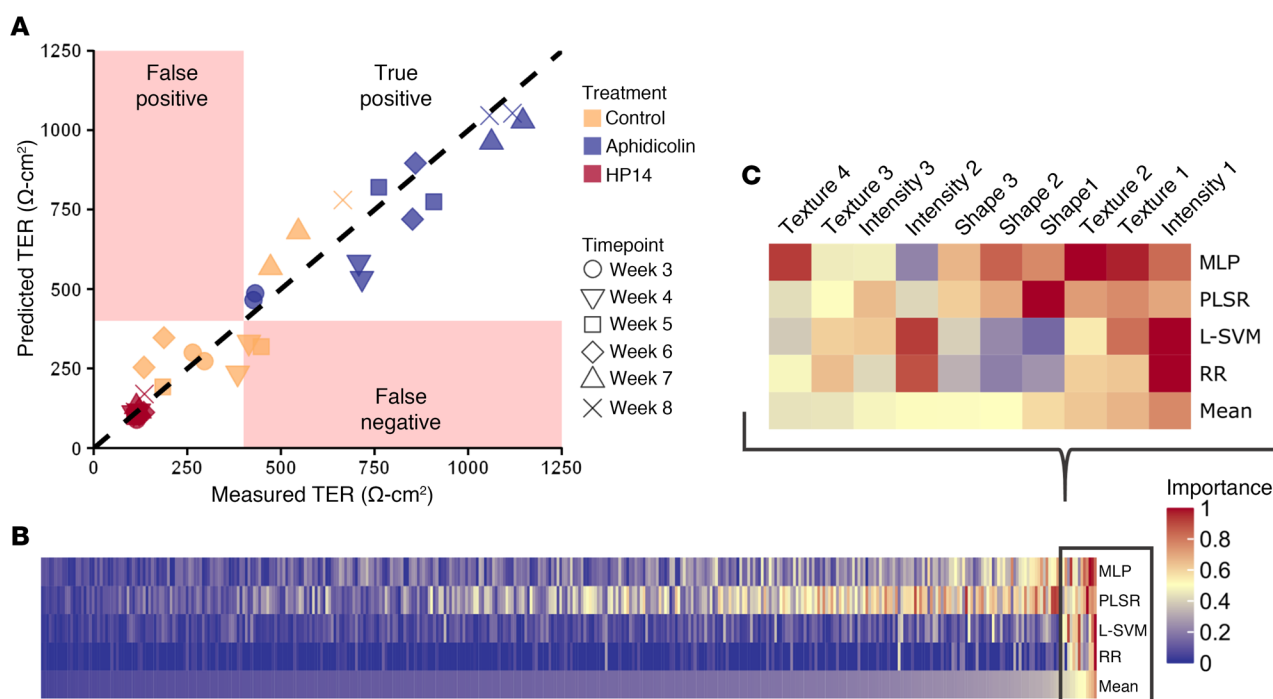 A
1250
1000
750
500
250
0
Predicted TER (Ω-cm²)
False
positive
True
positive
False
negative
0
250
500
750
1000
1250
Measured TER (Ω-cm²)
Treatment
Control
Aphidicolin
HP14
Timepoint
Week 3
Week 4
Week 5
Week 6
Week 7
Week 8
C
Texture 4
Texture 3
Intensity 3
Intensity 2
Shape 3
Shape 2
Shape1
Texture 2
Texture 1
Intensity 1
MLP
PLSR
L-SVM
RR
Mean
B
MLP
PLSR
L-SVM
RR
Mean
Importance
1
0.8
0.6
0.4
0.2
0